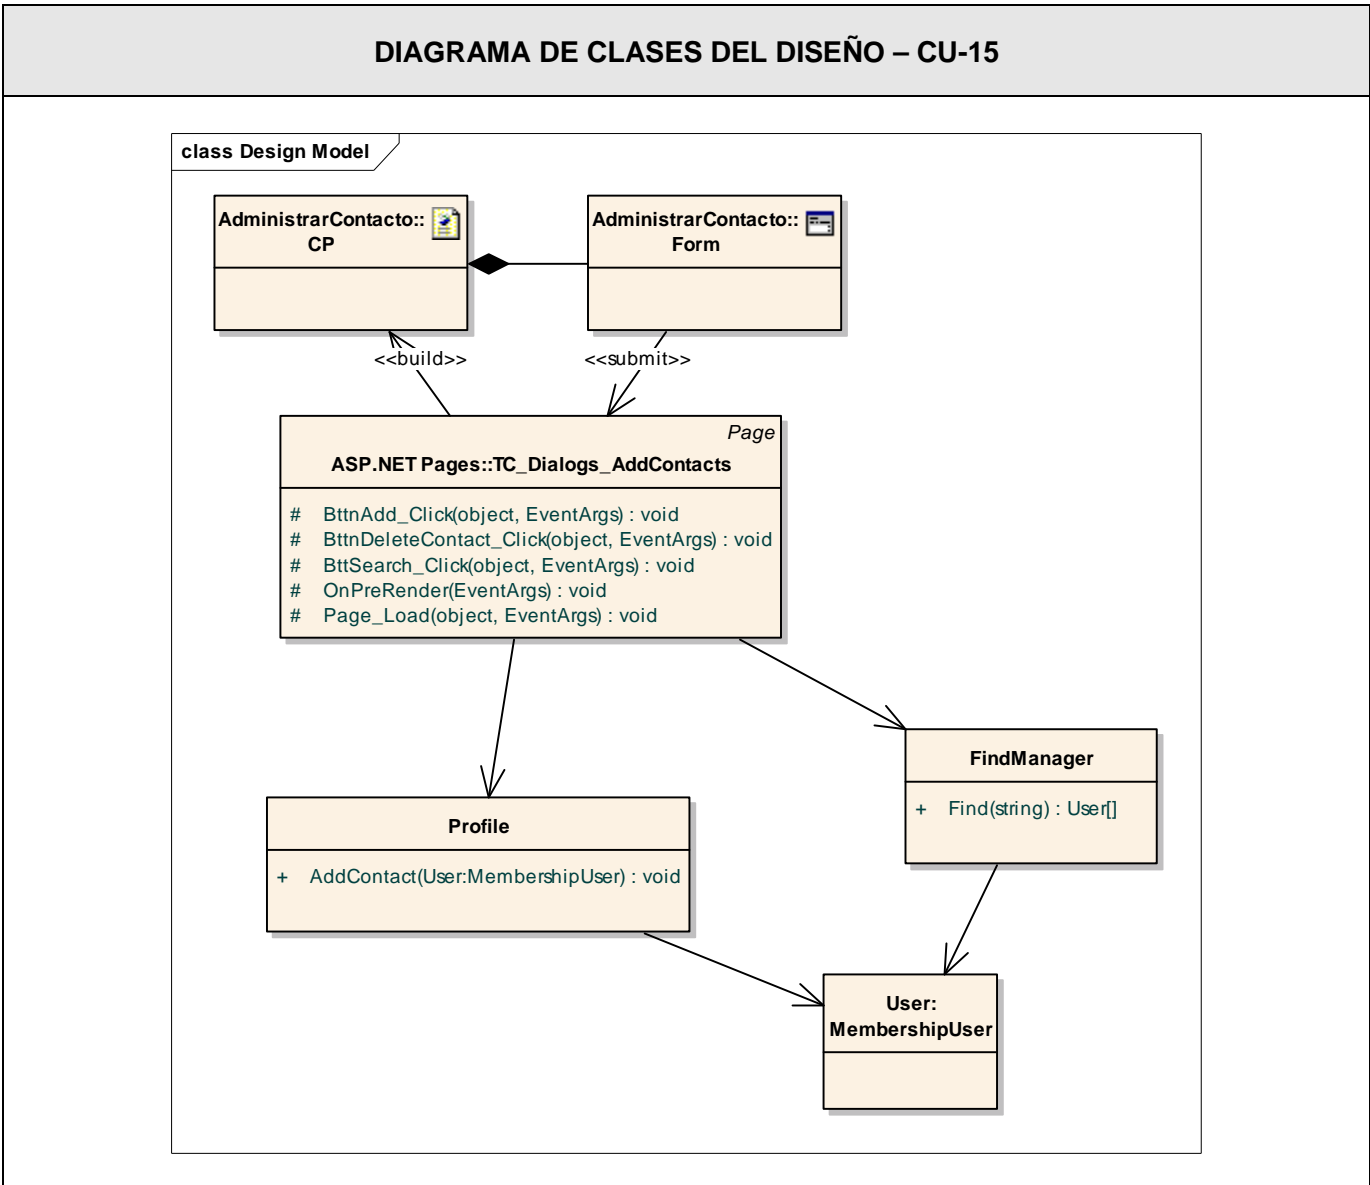 DIAGRAMA DE CLASES DEL DISEÑO – CU-15
class Design Model
AdministrarContacto::
CP
AdministrarContacto::
Form
<<build>>
<<submit>>
Page
ASP.NET Pages::TC_Dialogs_AddContacts
# BttnAdd_Click(object, EventArgs) : void
# BttnDeleteContact_Click(object, EventArgs) : void
# BttSearch_Click(object, EventArgs) : void
# OnPreRender(EventArgs) : void
# Page_Load(object, EventArgs) : void
FindManager
+ Find(string) : User[]
Profile
+ AddContact(User:MembershipUser) : void
User:
MembershipUser